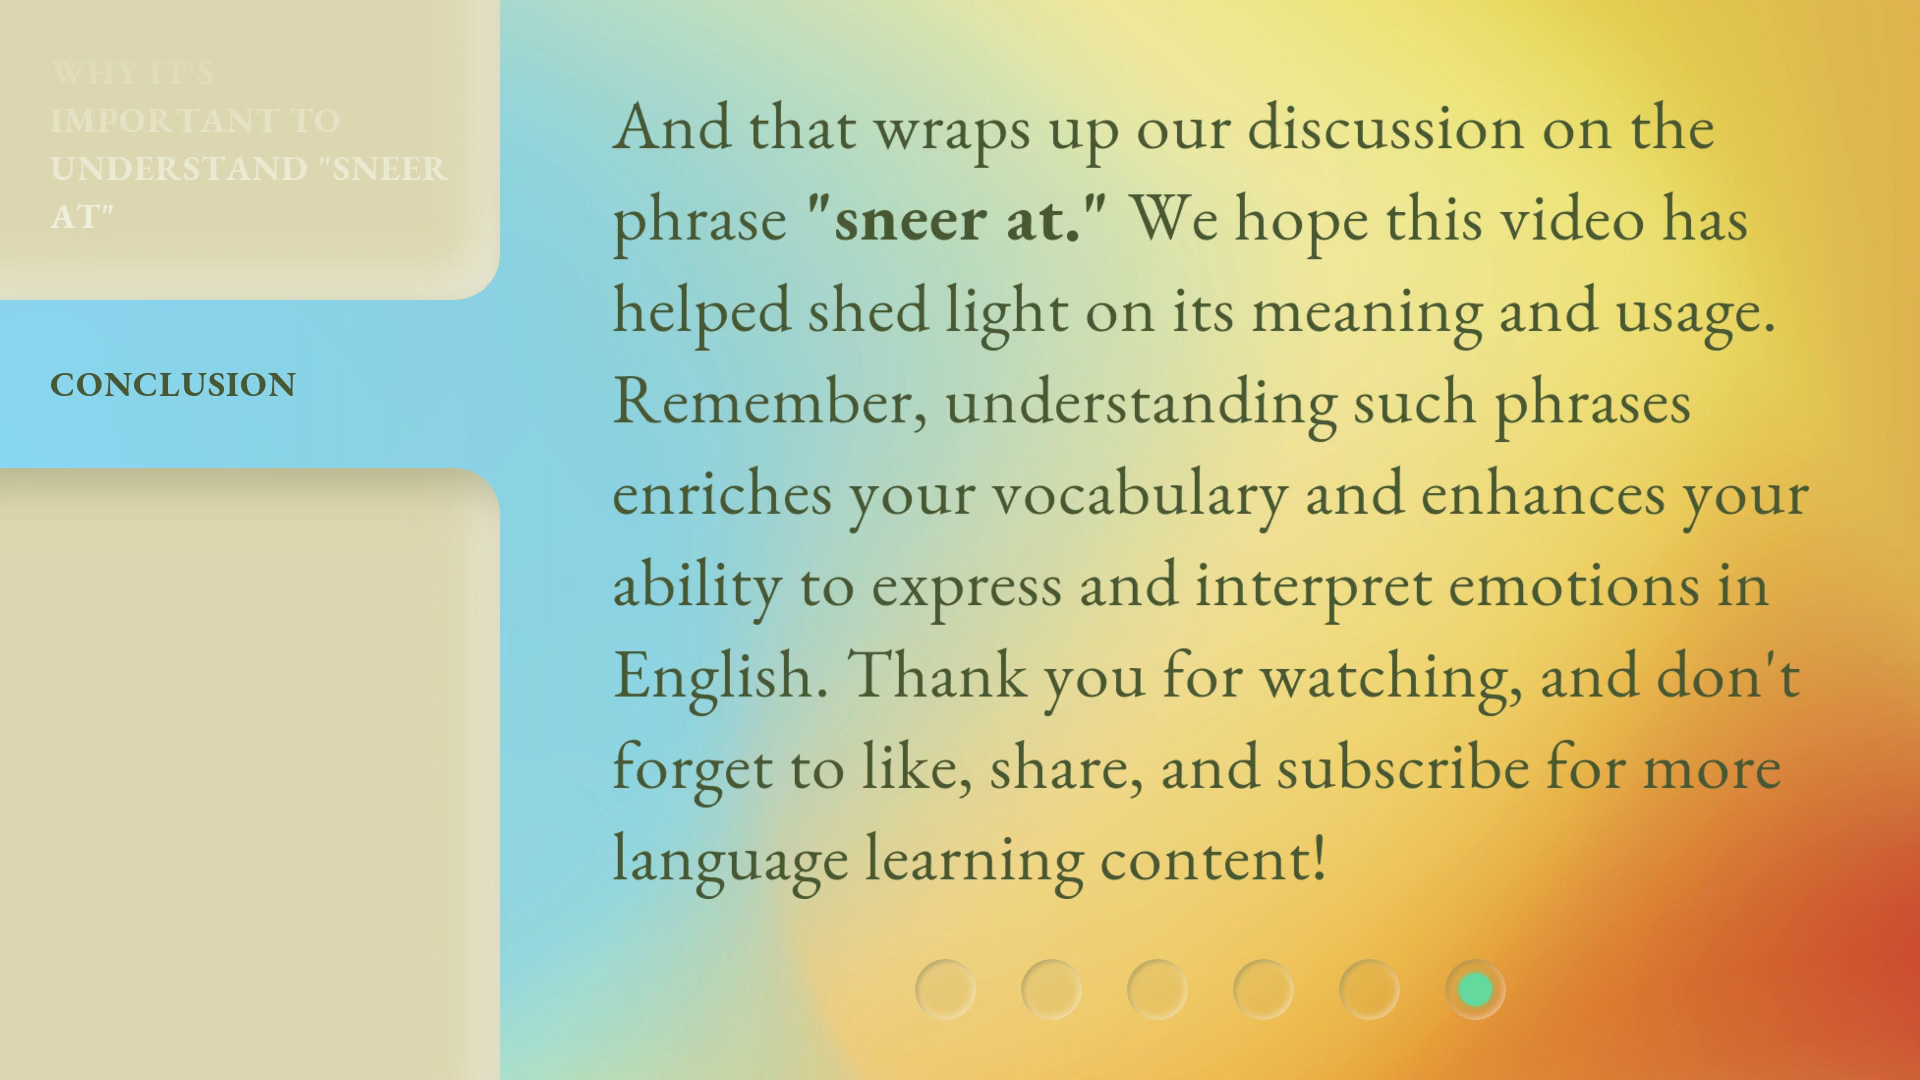 WHY IT'S
IMPORTANT TO
UNDERSTAND "SNEER
AT"
CONCLUSION
And that wraps up our discussion on the
phrase "sneer at." We hope this video has
helped shed light on its meaning and usage.
Remember, understanding such phrases
enriches your vocabulary and enhances your
ability to express and interpret emotions in
English. Thank you for watching, and don't
forget to like, share, and subscribe for more
language learning content!